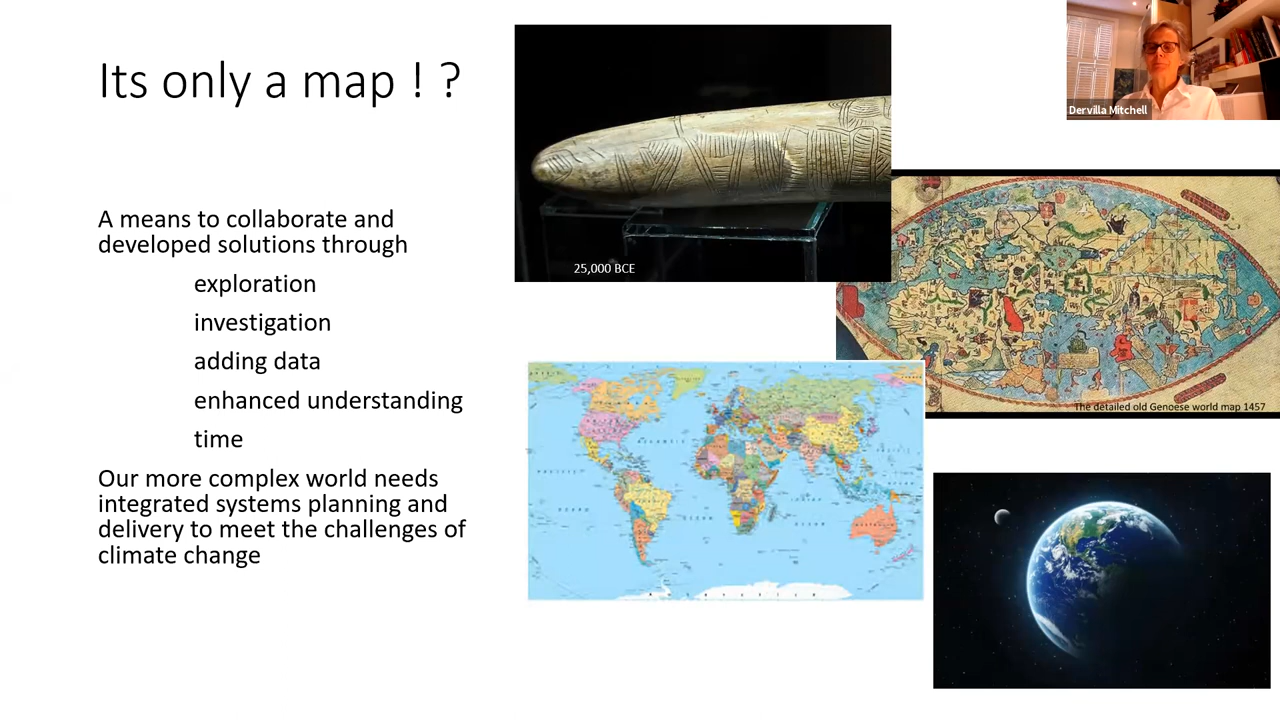 Its only a map ! ?
A means to collaborate and
developed solutions through
exploration
investigation
adding data
enhanced understanding
time
Our more complex world needs
integrated systems planning and
delivery to meet the challenges of
climate change
25,000 BCE
Dervilla Mitchell
The detailed old Genoese world map 1457